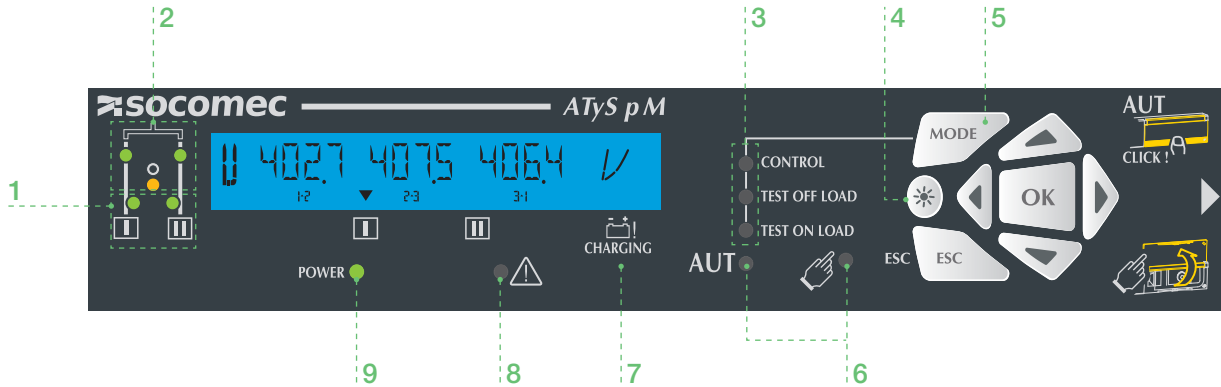 2
3
4
5
socomec
ATyS p M
AUT
MODE
CLICK !
CONTROL
U 402.7 407.5 406.4 V
1-2 2-3 3-1
TEST OFF LOAD
OK
1
I II
I
II
TEST ON LOAD
CHARGING
POWER
AUT
ESC
ESC
9
8
7
6